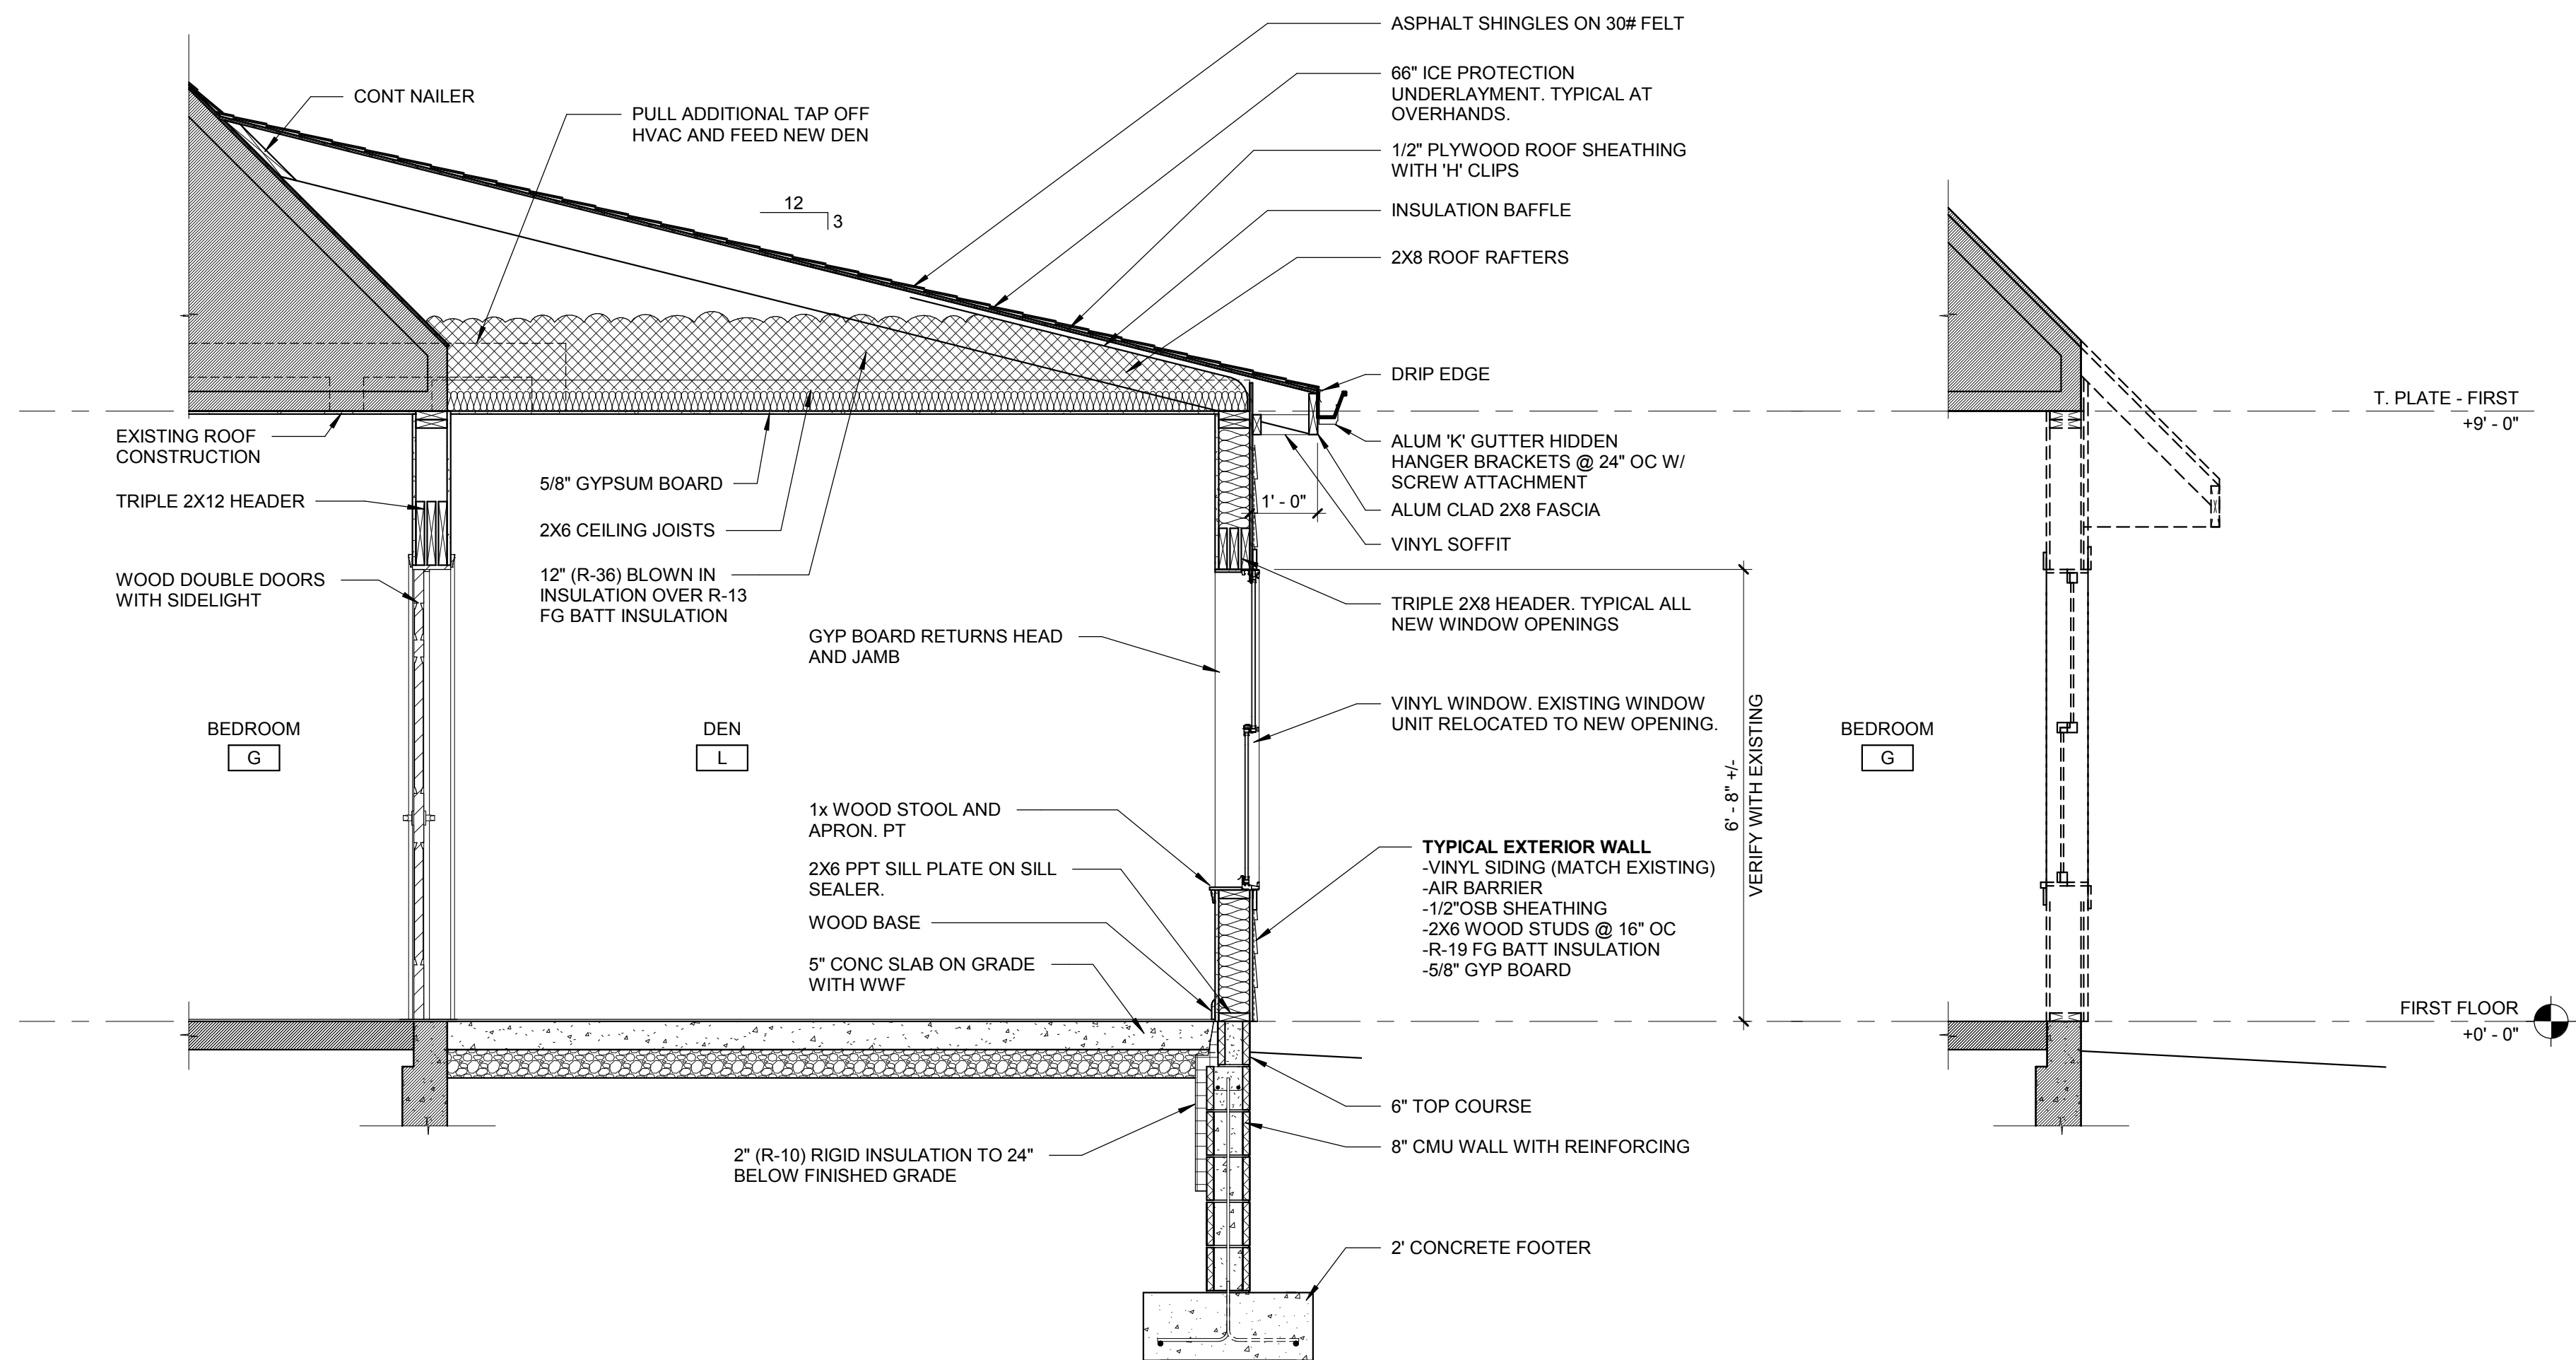 ASPHALT SHINGLES ON 30# FELT
66" ICE PROTECTION
UNDERLAYMENT. TYPICAL AT
OVERHANDS.
1/2" PLYWOOD ROOF SHEATHING
WITH 'H' CLIPS
INSULATION BAFFLE
2X8 ROOF RAFTERS
DRIP EDGE
ALUM 'K' GUTTER HIDDEN
HANGER BRACKETS @ 24" OC W/
SCREW ATTACHMENT
ALUM CLAD 2X8 FASCIA
VINYL SOFFIT
TRIPLE 2X8 HEADER. TYPICAL ALL
NEW WINDOW OPENINGS
VINYL WINDOW. EXISTING WINDOW
UNIT RELOCATED TO NEW OPENING.
TYPICAL EXTERIOR WALL
-VINYL SIDING (MATCH EXISTING)
-AIR BARRIER
-1/2"OSB SHEATHING
-2X6 WOOD STUDS @ 16" OC
-R-19 FG BATT INSULATION
-5/8" GYP BOARD
6" TOP COURSE
8" CMU WALL WITH REINFORCING
2' CONCRETE FOOTER
CONT NAILER
PULL ADDITIONAL TAP OFF
HVAC AND FEED NEW DEN
12
3
EXISTING ROOF
CONSTRUCTION
TRIPLE 2X12 HEADER
WOOD DOUBLE DOORS
WITH SIDELIGHT
5/8" GYPSUM BOARD
2X6 CEILING JOISTS
12" (R-36) BLOWN IN
INSULATION OVER R-13
FG BATT INSULATION
1' - 0"
GYP BOARD RETURNS HEAD
AND JAMB
BEDROOM
G
DEN
L
1x WOOD STOOL AND
APRON. PT
2X6 PPT SILL PLATE ON SILL
SEALER.
WOOD BASE
5" CONC SLAB ON GRADE
WITH WWF
2" (R-10) RIGID INSULATION TO 24"
BELOW FINISHED GRADE
6' - 8" +/-
VERIFY WITH EXISTING
BEDROOM
G
T. PLATE - FIRST
+9' - 0"
FIRST FLOOR
+0' - 0"